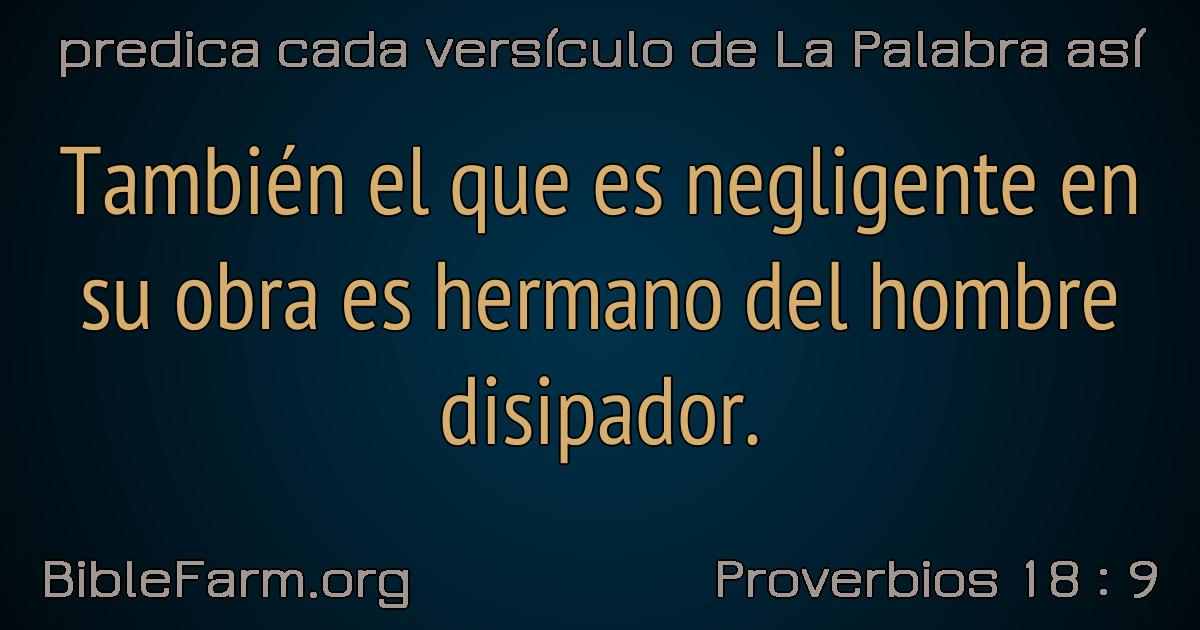 predica cada versículo de La Palabra así
También el que es negligente en
su obra es hermano del hombre
disipador.
BibleFarm.org
Proverbios 18 : 9